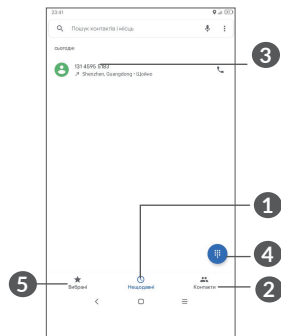 23:41
Пошук контактів і місць
СЬОГОДНІ
131 4595 6183
Shenzhen, Guangdong • Щойно
3
1
4
5
2
Вибрані
Нещодавні
Контакти